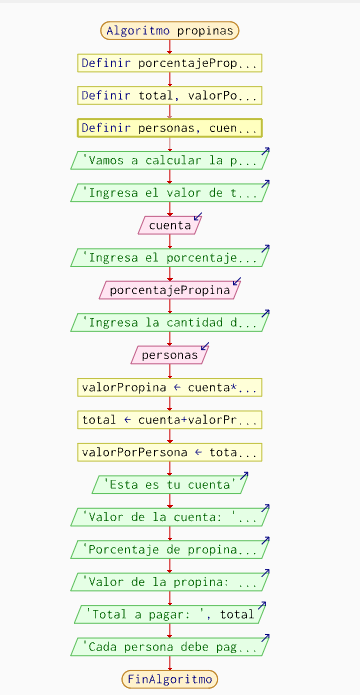 Algoritmo propinas
Definir porcentajeProp...
Definir total, valorPo...
Definir personas, cuen...
'Vamos a calcular la p...
'Ingresa el valor de t...
cuenta
'Ingresa el porcentaje...
porcentajePropina
'Ingresa la cantidad d...
personas
valorPropina ← cuenta*...
total ← cuenta+valorPr...
valorPorPersona ← tota...
'Esta es tu cuenta'
'Valor de la cuenta: '...
'Porcentaje de propina...
'Valor de la propina: ...
'Total a pagar: ', total
'Cada persona debe pag...
FinAlgoritmo